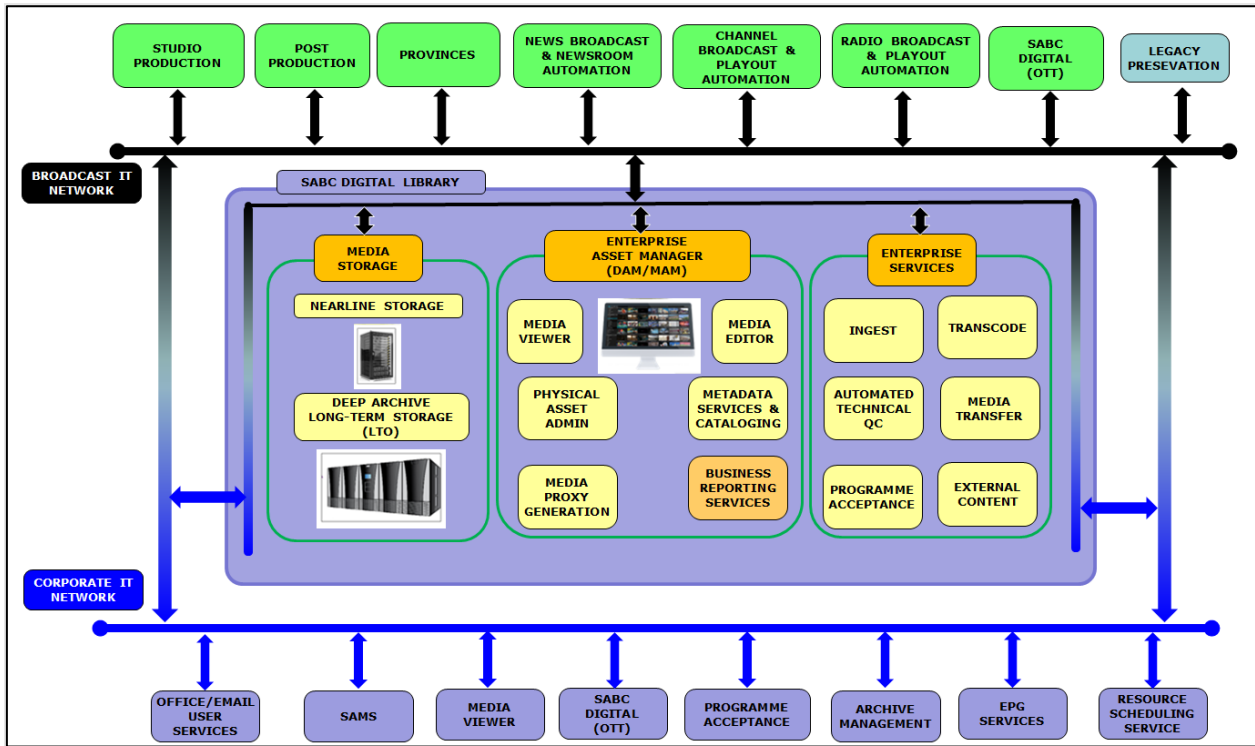 STUDIO
PRODUCTION
POST
PRODUCTION
PROVINCES
NEWS BROADCAST
& NEWSROOM
AUTOMATION
CHANNEL
BROADCAST &
PLAYOUT
AUTOMATION
RADIO BROADCAST
& PLAYOUT
AUTOMATION
SABC
DIGITAL
(OTT)
LEGACY
PRESEVATION
BROADCAST IT
NETWORK
SABC DIGITAL LIBRARY
MEDIA
STORAGE
ENTERPRISE
ASSET MANAGER
(DAM/MAM)
ENTERPRISE
SERVICES
NEARLINE STORAGE
DEEP ARCHIVE
LONG-TERM STORAGE
(LTO)
MEDIA
VIEWER
MEDIA
EDITOR
PHYSICAL
ASSET
ADMIN
METADATA
SERVICES &
CATALOGING
MEDIA
PROXY
GENERATION
BUSINESS
REPORTING
SERVICES
INGEST
TRANSCODE
AUTOMATED
TECHNICAL
QC
MEDIA
TRANSFER
PROGRAMME
ACCEPTANCE
EXTERNAL
CONTENT
CORPORATE IT
NETWORK
OFFICE/EMAIL
USER
SERVICES
SAMS
MEDIA
VIEWER
SABC
DIGITAL
(OTT)
PROGRAMME
ACCEPTANCE
ARCHIVE
MANAGEMENT
EPG
SERVICES
RESOURCE
SCHEDULING
SERVICE